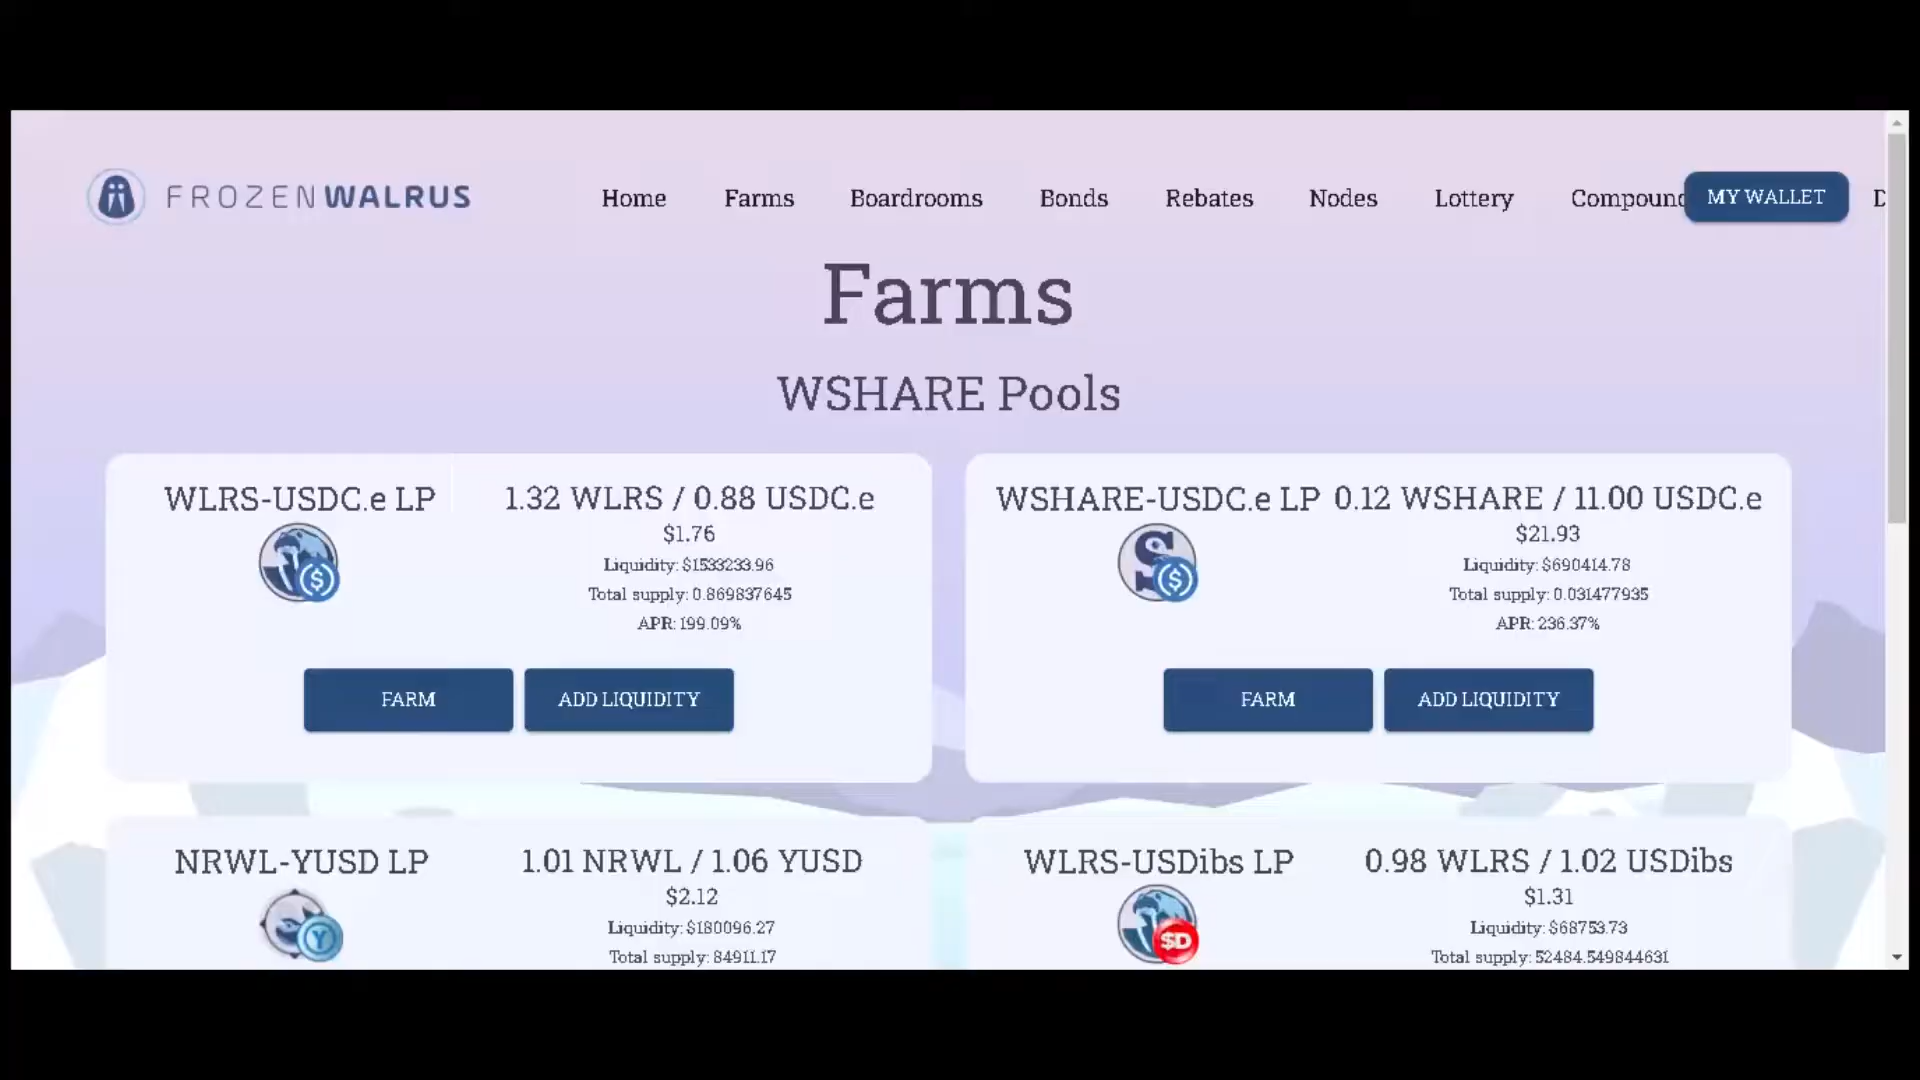 FROZEN WALRUS
Home Farms Boardrooms Bonds Rebates Nodes Lottery Compound MY WALLET D
Farms
WSHARE Pools
WLRS-USDC.e LP
1.32 WLRS / 0.88 USDC.e
$1.76
Liquidity: $1533233.96
Total supply: 0.869837645
APR: 199.09%
FARM
ADD LIQUIDITY
WSHARE-USDC.e LP
0.12 WSHARE / 11.00 USDC.e
$21.93
Liquidity: $690414.78
Total supply: 0.031477935
APR: 236.37%
FARM
ADD LIQUIDITY
NRWL-YUSD LP
1.01 NRWL / 1.06 YUSD
$2.12
Liquidity: $180096.27
Total supply: 84911.17
WLRS-USDibs LP
$D
0.98 WLRS / 1.02 USDibs
$1.31
Liquidity: $68753.73
Total supply: 52484.549844631